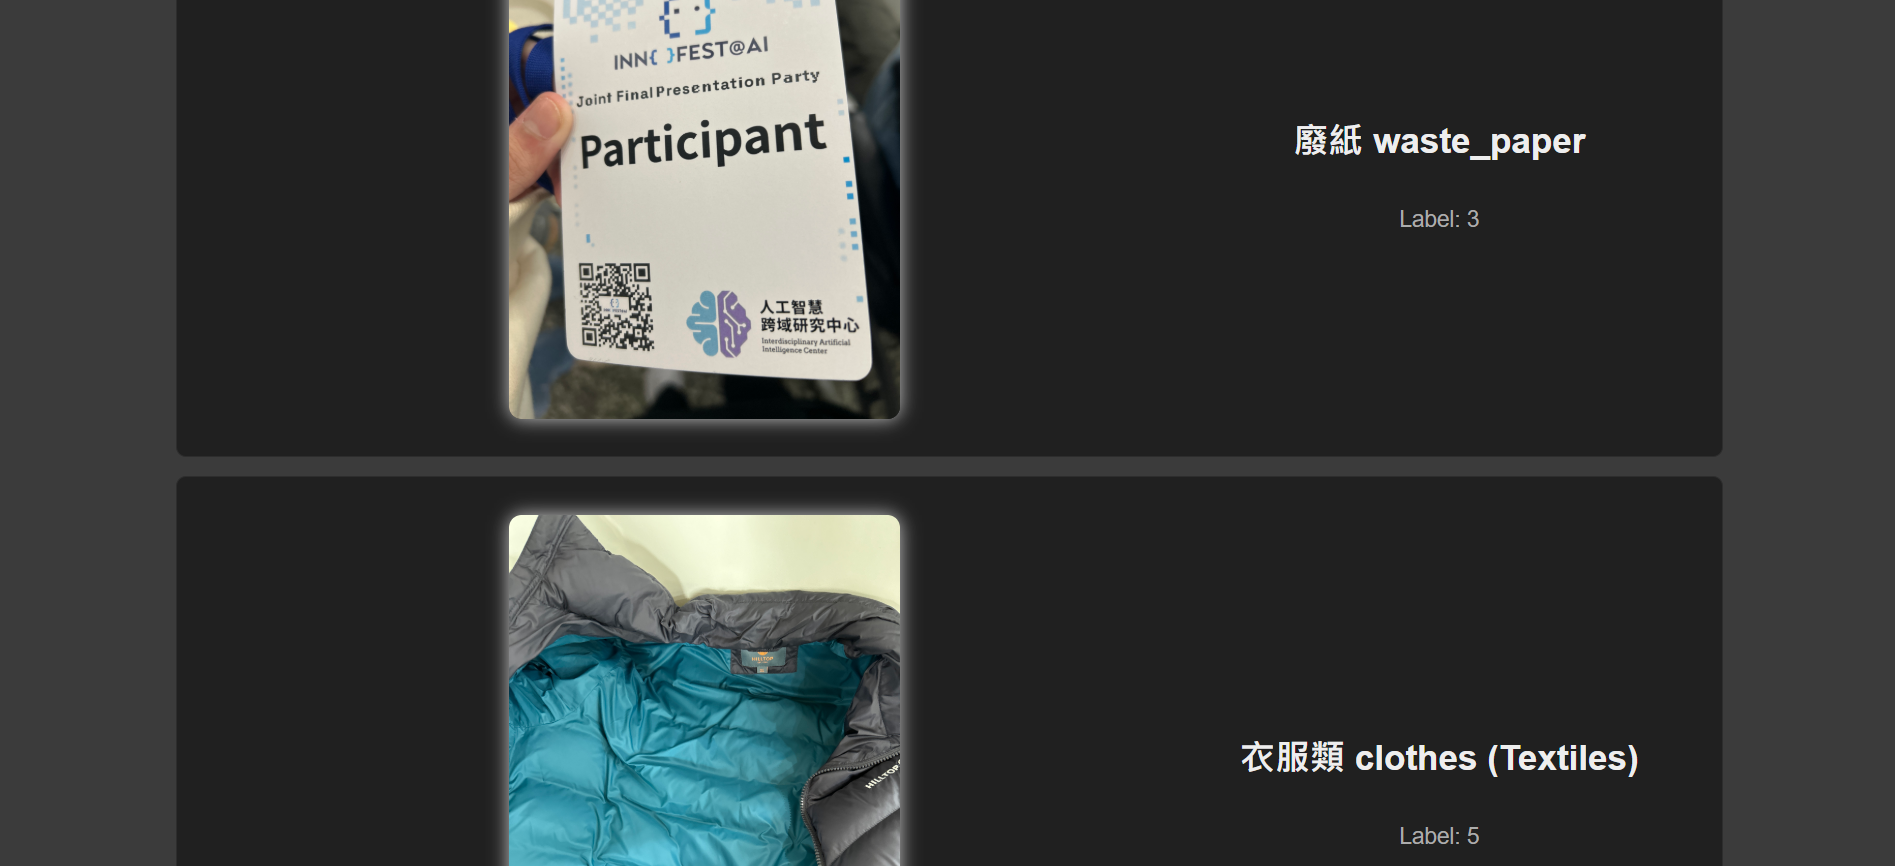 INN{ }FEST@AI
Joint Final Presentation Party
Participant
人工智慧
跨域研究中心
Interdisciplinary Artificial
Intelligence Center
廢紙 waste_paper
Label: 3
HILLTOP
HILLTOP
衣服類 clothes (Textiles)
Label: 5